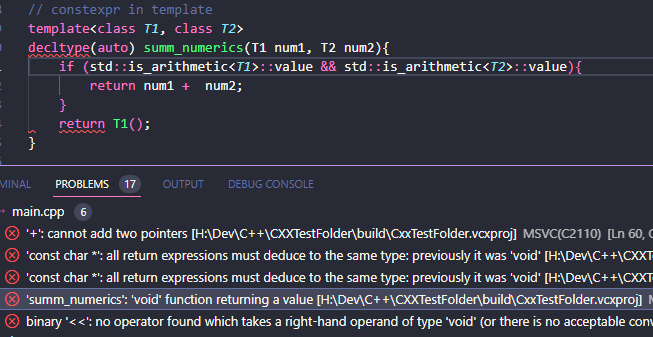 // constexpr in template
template<class T1, class T2>
decltype(auto) summ_numerics(T1 num1, T2 num2){
if (std::is_arithmetic<T1>::value && std::is_arithmetic<T2>::value){
return num1 +  num2;
}
return T1();
}
MINAL PROBLEMS 17 OUTPUT DEBUG CONSOLE
main.cpp 6
'+': cannot add two pointers [H:\Dev\C++\CXXTestFolder\build\CxxTestFolder.vcxproj] MSVC(C2110) [Ln 60, C
'const char *': all return expressions must deduce to the same type: previously it was 'void' [H:\Dev\C++\CXXTe
'const char *': all return expressions must deduce to the same type: previously it was 'void' [H:\Dev\C++\CXXTe
'summ_numerics': 'void' function returning a value [H:\Dev\C++\CXXTestFolder\build\CxxTestFolder.vcxproj]
binary '<<': no operator found which takes a right-hand operand of type 'void' (or there is no acceptable conv